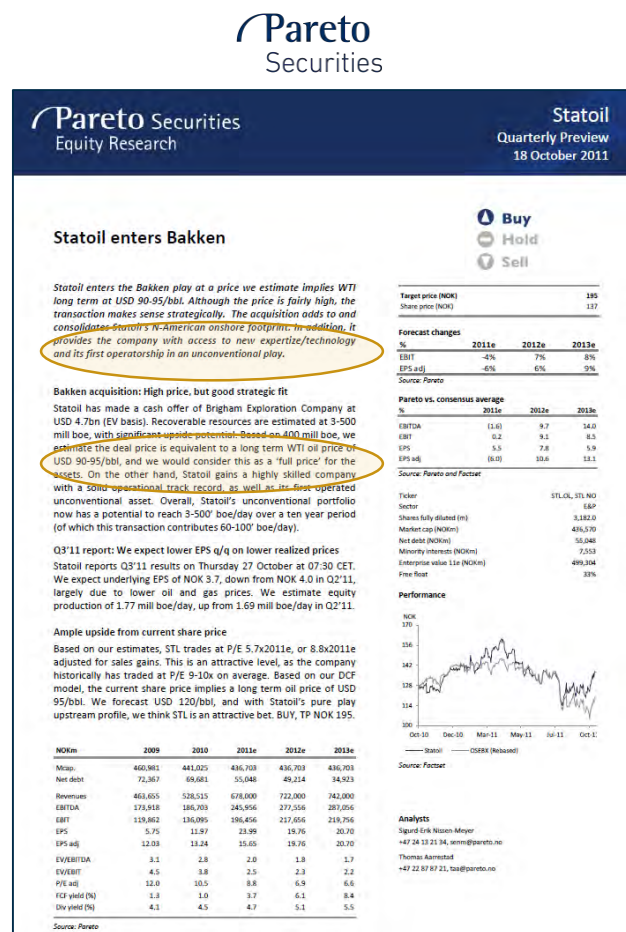 Pareto
Securities
Pareto Securities
Equity Research
Statoil
Quarterly Preview
18 October 2011
Statoil enters Bakken
Buy
Hold
Sell
Statoil enters the Bakken play at a price we estimate implies WTI
long term at USD 90-95/bbl. Although the price is fairly high, the
transaction makes sense strategically. The acquisition adds to and
consolidates Statoil's N-American onshore footprint. In addition, it
provides the company with access to new expertize/technology
and its first operatorship in an unconventional play.
Bakken acquisition: High price, but good strategic fit
Statoil has made a cash offer of Brigham Exploration Company at
USD 4.7bn (EV basis). Recoverable resources are estimated at 3-500
mill boe, with significant upside potential. Based on 400 mill boe, we
estimate the deal price is equivalent to a long term WTI oil price of
USD 90-95/bbl, and we would consider this as a 'full price' for the
assets. On the other hand, Statoil gains a highly skilled company
with a solid operational track record, as well as its first operated
unconventional asset. Overall, Statoil's unconventional portfolio
now has a potential to reach 3-500' boe/day over a ten year period
(of which this transaction contributes 60-100' boe/day).
Q3'11 report: We expect lower EPS q/q on lower realized prices
Statoil reports Q3'11 results on Thursday 27 October at 07:30 CET.
We expect underlying EPS of NOK 3.7, down from NOK 4.0 in Q2'11,
largely due to lower oil and gas prices. We estimate equity
production of 1.77 mill boe/day, up from 1.69 mill boe/day in Q2'11.
Ample upside from current share price
Based on our estimates, STL trades at P/E 5.7x2011e, or 8.8x2011e
adjusted for sales gains. This is an attractive level, as the company
historically has traded at P/E 9-10x on average. Based on our DCF
model, the current share price implies a long term oil price of USD
95/bbl. We forecast USD 120/bbl, and with Statoil's pure play
upstream profile, we think STL is an attractive bet. BUY, TP NOK 195.
NOKm 2009 2010 2011e 2012e 2013e
Mcap. 460,981 441,025 436,703 436,703 436,703
Net debt 72,367 69,681 55,048 49,214 34,923
Revenues 463,655 528,515 678,000 722,000 742,000
EBITDA 173,918 186,703 245,956 277,556 287,056
EBIT 119,862 136,095 196,456 217,656 219,756
EPS 5.75 11.97 23.99 19.76 20.70
EPS adj 12.03 13.24 15.65 19.76 20.70
EV/EBITDA 3.1 2.8 2.0 1.8 1.7
EV/EBIT 4.5 3.8 2.5 2.3 2.2
P/E adj 12.0 10.5 8.8 6.9 6.6
FCF yield (%) 1.3 1.0 3.7 6.1 8.4
Div yield (%) 4.1 4.5 4.7 5.1 5.5
Source: Pareto
Target price (NOK) 195
Share price (NOK) 137
Forecast changes
% 2011e 2012e 2013e
EBIT -4% 7% 8%
EPS adj -6% 6% 9%
Source: Pareto
Pareto vs. consensus average
% 2011e 2012e 2013e
EBITDA (1.6) 9.7 14.0
EBIT 0.2 9.1 8.5
EPS 5.5 7.8 5.9
EPS adj (6.0) 10.6 13.1
Source: Pareto and Factset
Ticker STL.OL, STL NO
Sector E&P
Shares fully diluted (m) 3,182.0
Market cap (NOKm) 436,570
Net debt (NOKm) 55,048
Minority interests (NOKm) 7,553
Enterprise value 11e (NOKm) 499,304
Free float 33%
Performance
NOK
170
156
142
128
114
100
Oct-10 Dec-10 Mar-11 May-11 Jul-11 Oct-1
Statoil OSEBX (Rebased)
Source: Factset
Analysts
Sigurd-Erik Nissen-Meyer
+47 24 13 21 34, senm@pareto.no
Thomas Aarrestad
+47 22 87 87 21, taa@pareto.no